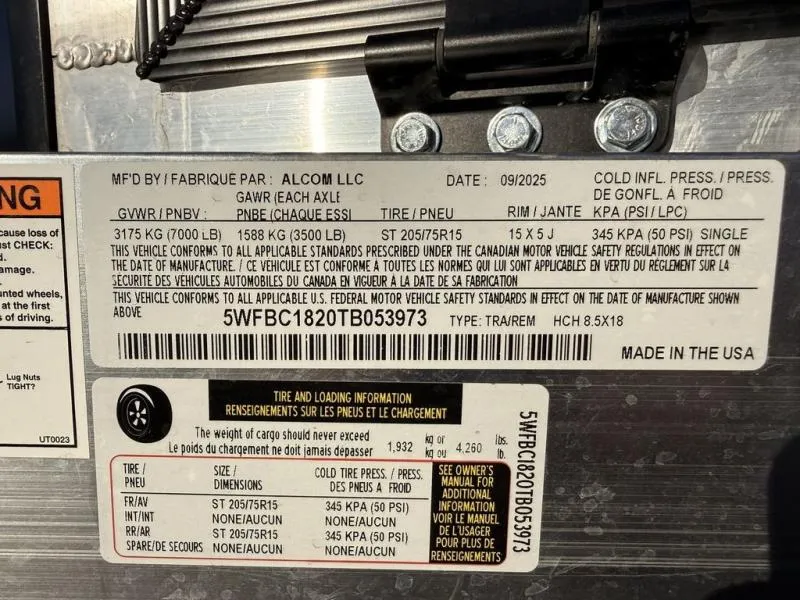 NG
cause loss of
ust CHECK:
d.
emained.
unted wheels,
at the first
s of driving.
Lug Nuts
TIGHT?
UT0023
MF'D BY / FABRIQUÉ PAR : ALCOM LLC DATE : 09/2025 COLD INFL. PRESS. / PRESS.
GAWR (EACH AXLE DE GONFL. À FROID
GVWR / PNBV : PNBE (CHAQUE ESSI TIRE / PNEU RIM / JANTE KPA (PSI / LPC)
3175 KG (7000 LB) 1588 KG (3500 LB) ST 205/75R15 15 X 5 J 345 KPA (50 PSI) SINGLE
THIS VEHICLE CONFORMS TO ALL APPLICABLE STANDARDS PRESCRIBED UNDER THE CANADIAN MOTOR VEHICLE SAFETY REGULATIONS IN EFFECT ON
THE DATE OF MANUFACTURE. / CE VÉHICULE EST CONFORME À TOUTES LES NORMES QUI LUI SONT APPLICABLES EN VERTU DU RÈGLEMENT SUR LA
SÉCURITÉ DES VÉHICULES AUTOMOBILES DU CANADA EN VIGUEUR À LA DATE DE SA FABRICATION
THIS VEHICLE CONFORMS TO ALL APPLICABLE U.S. FEDERAL MOTOR VEHICLE SAFETY STANDARDS IN EFFECT ON THE DATE OF MANUFACTURE SHOWN
ABOVE
5WFBC1820TB053973 TYPE: TRA/REM HCH 8.5X18
MADE IN THE USA
TIRE AND LOADING INFORMATION
RENSEIGNEMENTS SUR LES PNEUS ET LE CHARGEMENT
The weight of cargo should never exceed kg or lbs.
Le poids du chargement ne doit jamais dépasser 1,932 kg ou 4,260 lb.
TIRE / SIZE / COLD TIRE PRESS. / PRESS.
PNEU DIMENSIONS DES PNEUS A FROID
FR/AV ST 205/75R15 345 KPA (50 PSI)
INT/INT NONE/AUCUN NONE/AUCUN
RR/AR ST 205/75R15 345 KPA (50 PSI)
SPARE/DE SECOURS NONE/AUCUN NONE/AUCUN
SEE OWNER'S
MANUAL FOR
ADDITIONAL
INFORMATION
VOIR LE MANUEL
DE L'USAGER
POUR PLUS DE
RENSEIGNEMENTS
5WFBC1820TB053973